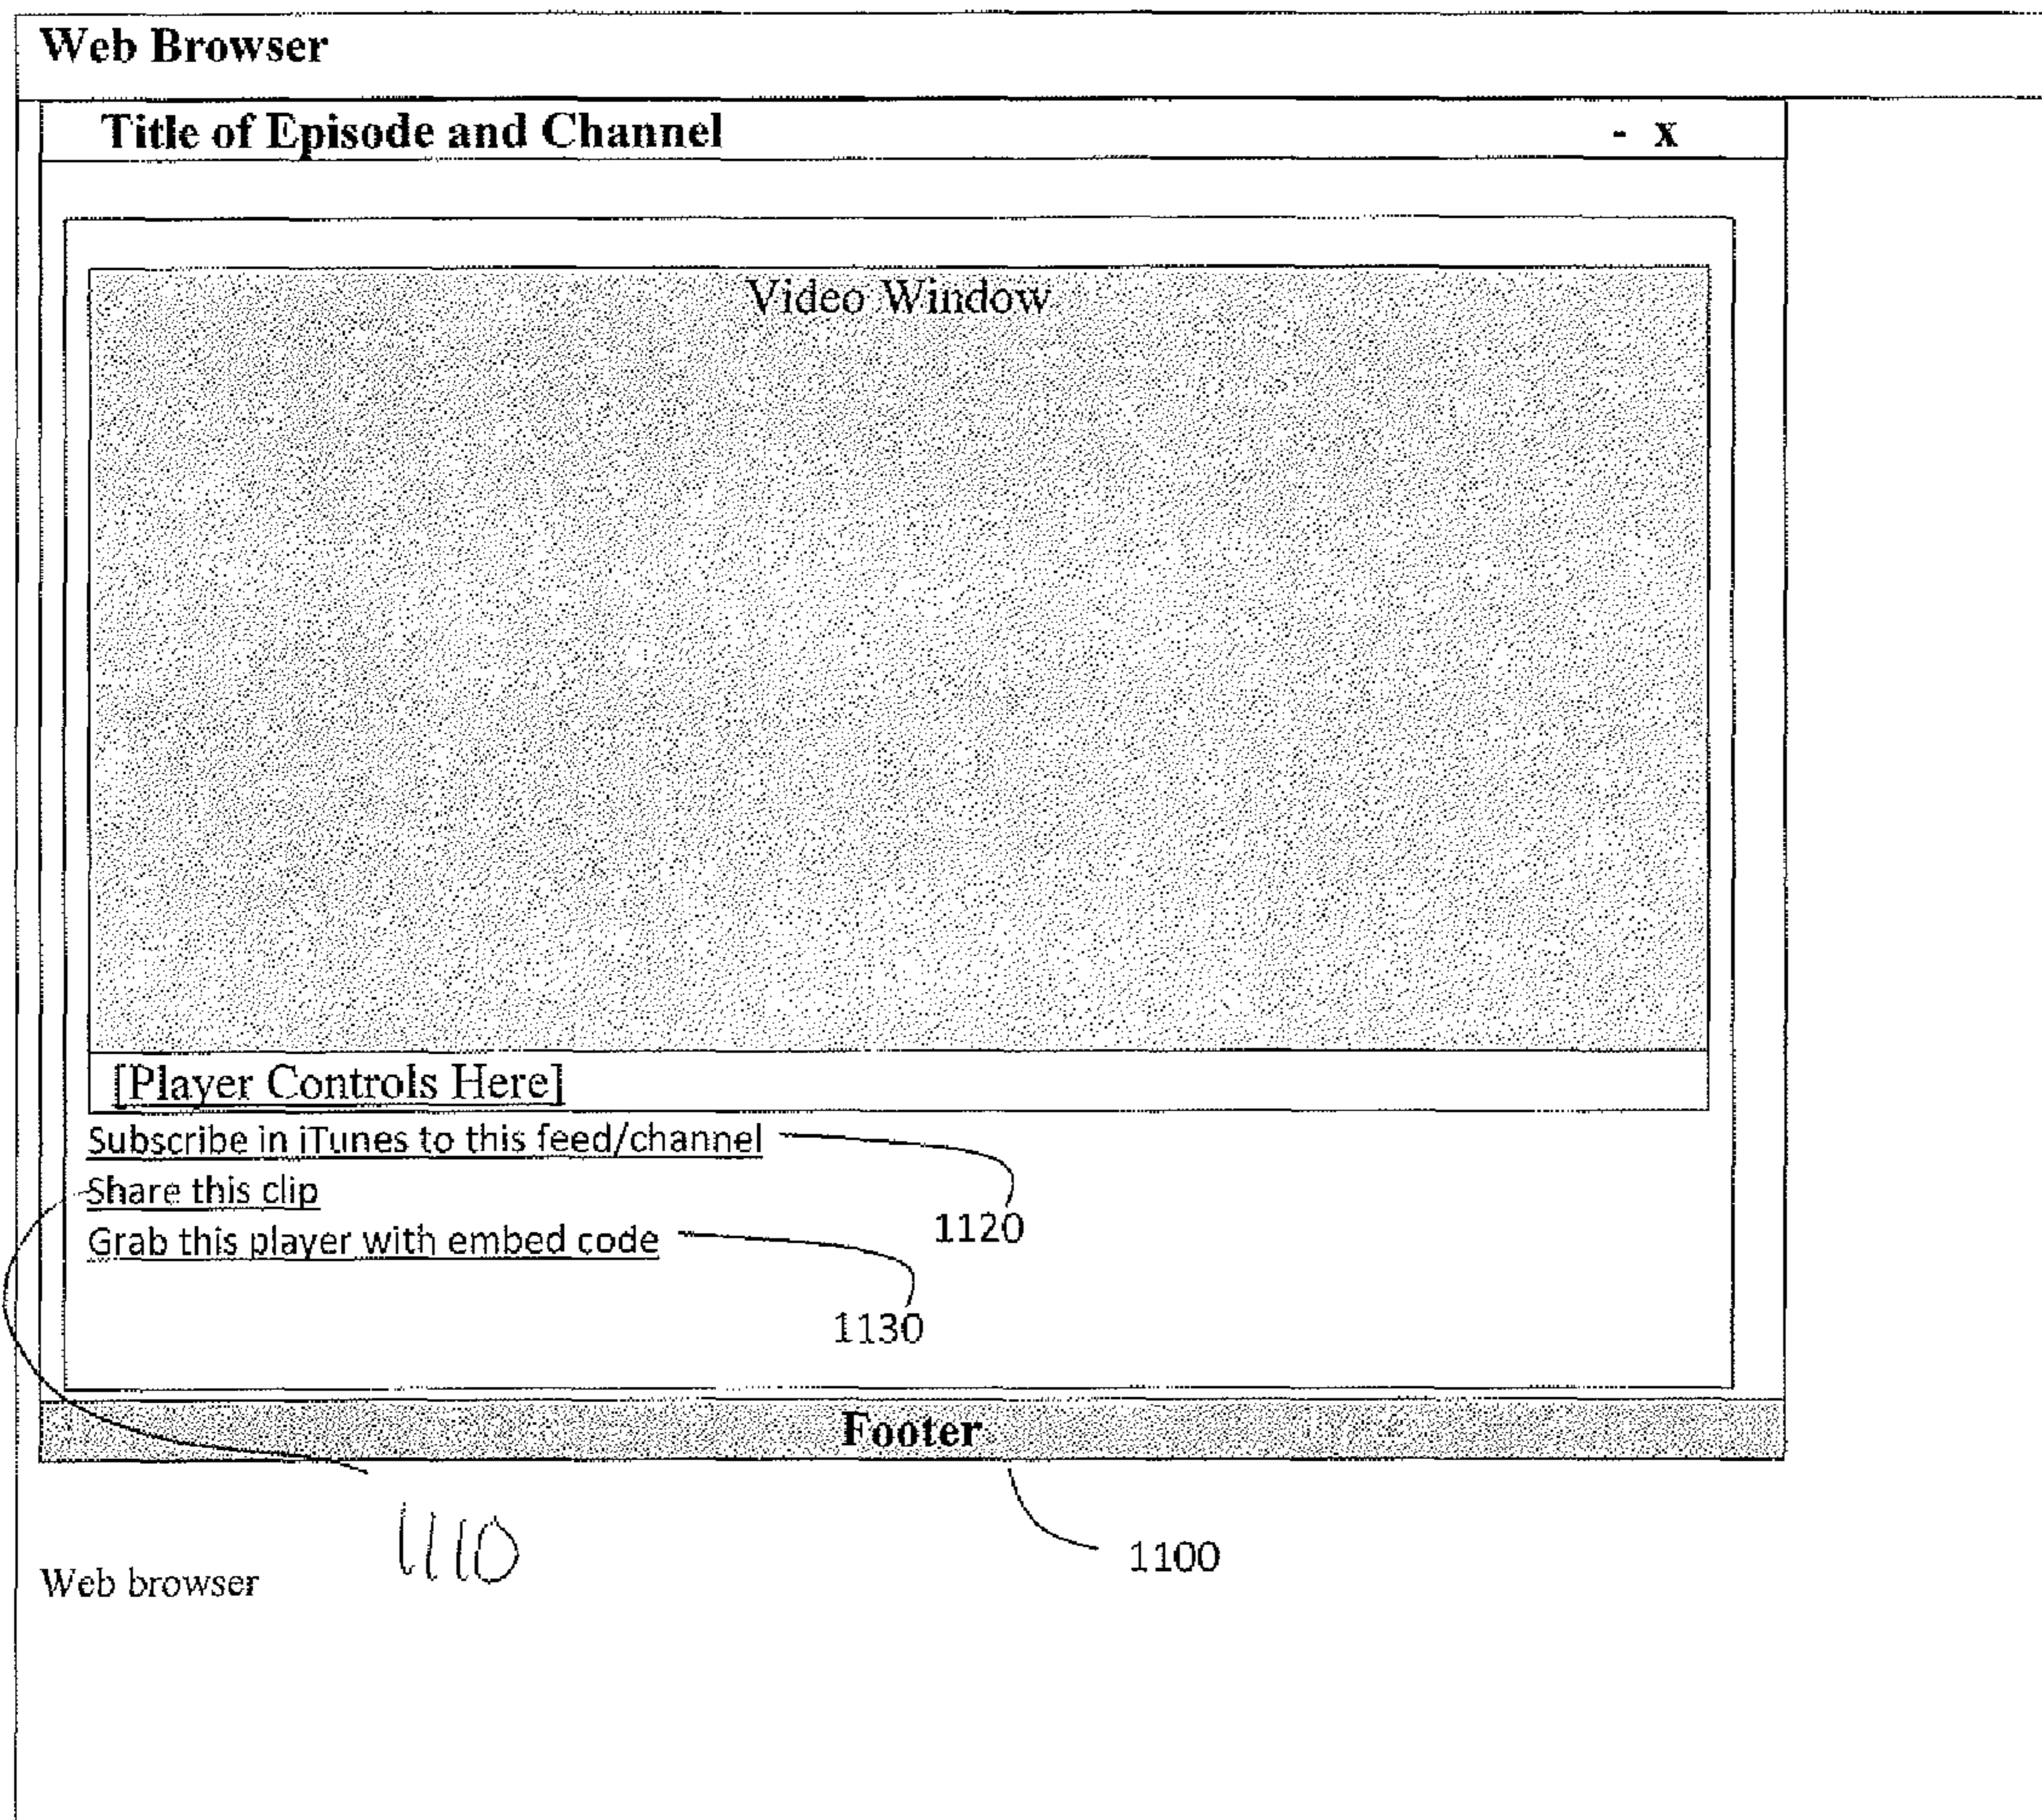 Web Browser
Title of Episode and Channel - x
Video Window
[Player Controls Here]
Subscribe in iTunes to this feed/channel
Share this clip
1120
Grab this player with embed code
1130
Footer
1110
1100
Web browser